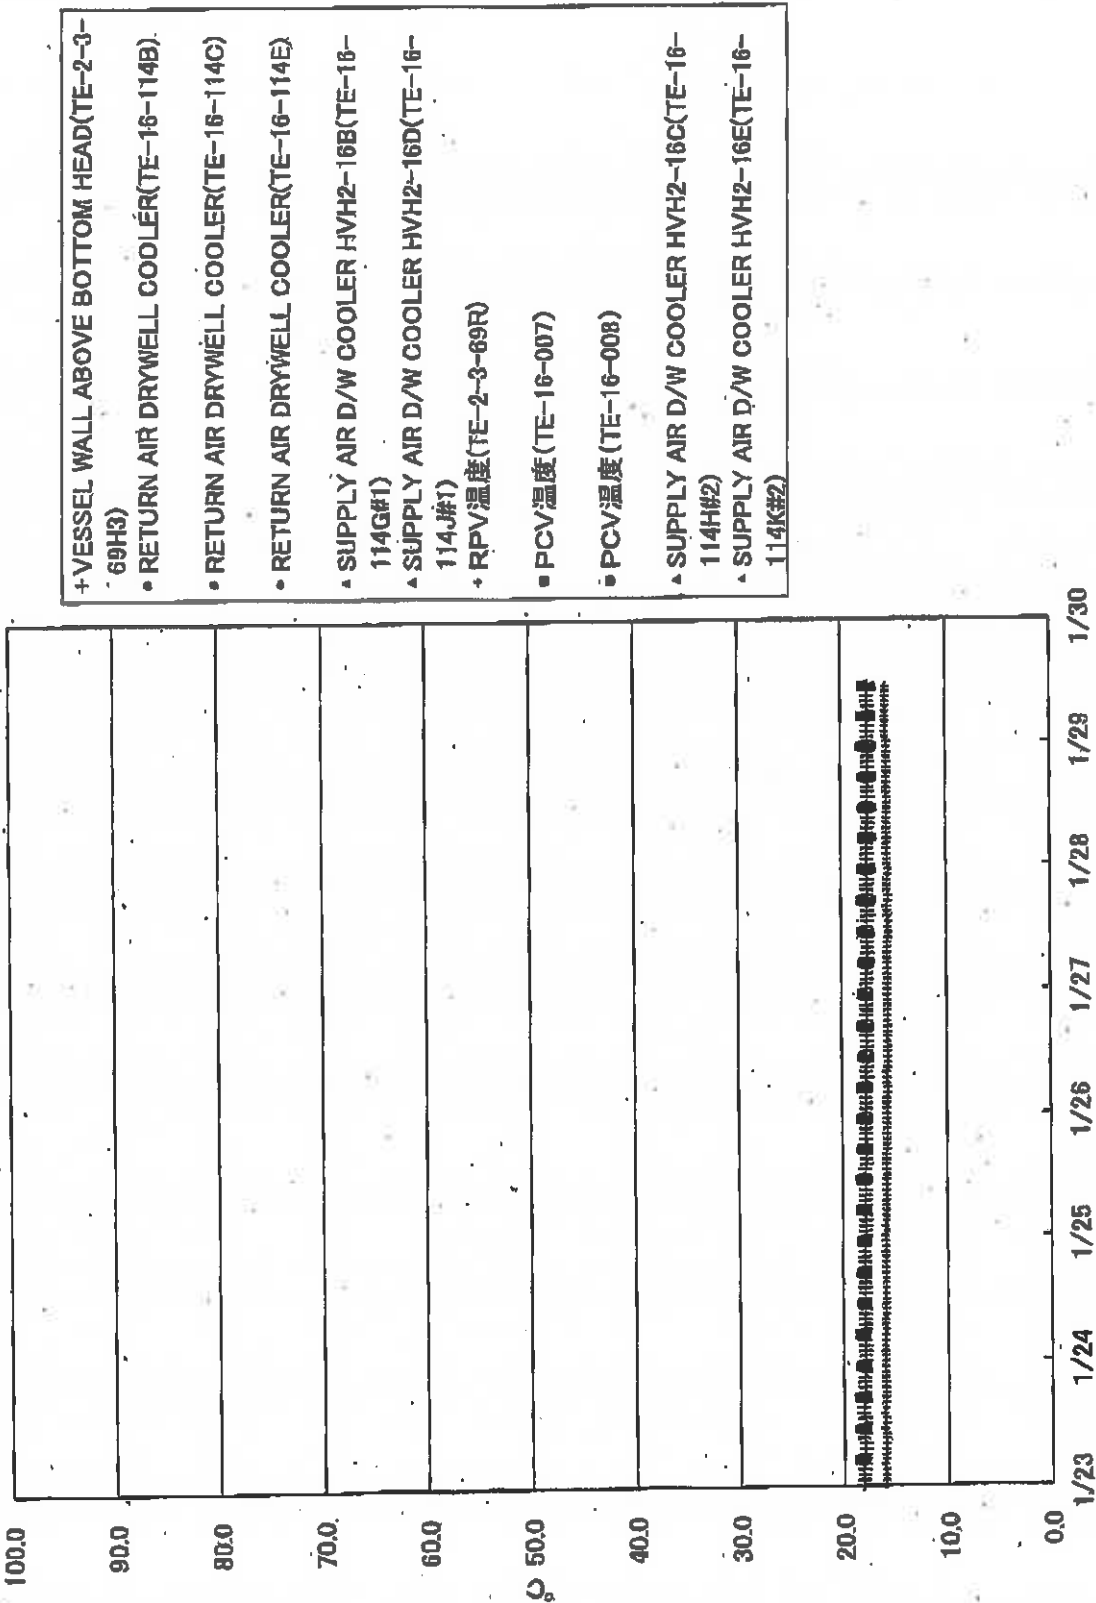 +VESSEL WALL ABOVE BOTTOM HEAD(TE-2-3-
69H3)
•RETURN AIR DRYWELL COOLER(TE-16-114B)
•RETURN AIR DRYWELL COOLER(TE-16-114C)
•RETURN AIR DRYWELL COOLER(TE-16-114E)
▲SUPPLY AIR D/W COOLER HVH2-16B(TE-16-
114G#1)
▲SUPPLY AIR D/W COOLER HVH2-16D(TE-16-
114J#1)
+RPV温度(TE-2-3-69R)
■PCV温度(TE-16-007)
■PCV温度(TE-16-008)
▲SUPPLY AIR D/W COOLER HVH2-16C(TE-16-
114H#2)
▲SUPPLY AIR D/W COOLER HVH2-16E(TE-16-
114K#2)
100.0
90.0
80.0
70.0
60.0
℃ 50.0
40.0
30.0
20.0
10.0
0.0
1/23 1/24 1/25 1/26 1/27 1/28 1/29 1/30